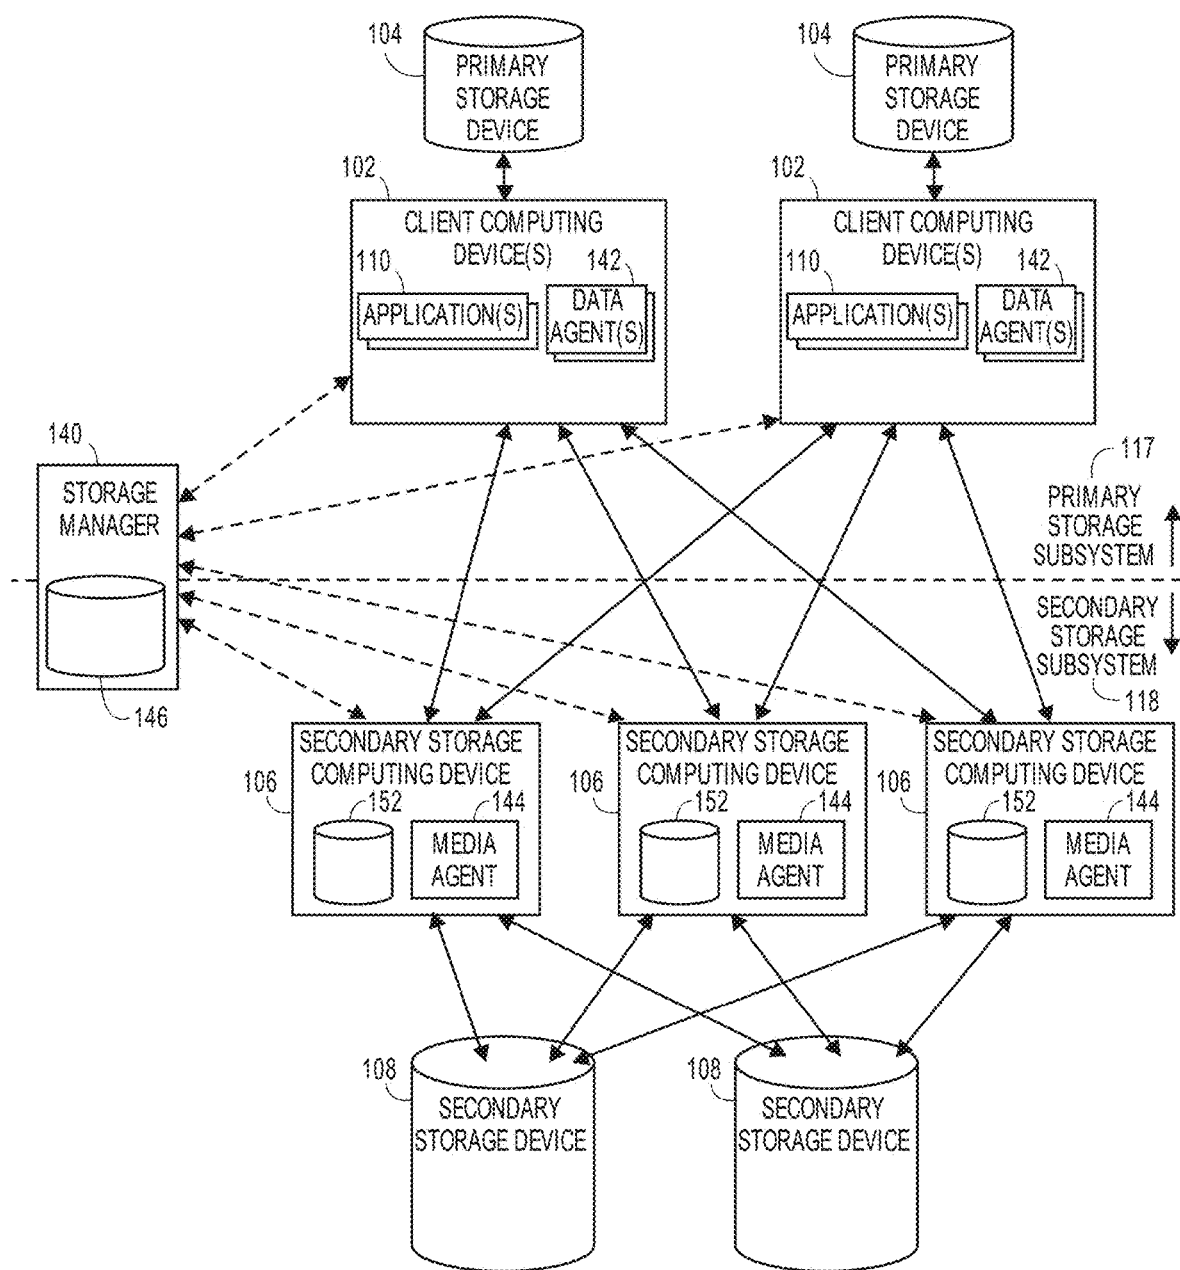 104
PRIMARY
STORAGE
DEVICE
104
PRIMARY
STORAGE
DEVICE
102
CLIENT COMPUTING
DEVICE(S)
110
142
APPLICATION(S)
DATA
AGENT(S)
102
CLIENT COMPUTING
DEVICE(S)
110
142
APPLICATION(S)
DATA
AGENT(S)
140
STORAGE
MANAGER
146
117
PRIMARY
STORAGE
SUBSYSTEM
SECONDARY
STORAGE
SUBSYSTEM
118
SECONDARY STORAGE
COMPUTING DEVICE
106
152
144
MEDIA
AGENT
SECONDARY STORAGE
COMPUTING DEVICE
106
152
144
MEDIA
AGENT
SECONDARY STORAGE
COMPUTING DEVICE
106
152
144
MEDIA
AGENT
108
SECONDARY
STORAGE DEVICE
108
SECONDARY
STORAGE DEVICE